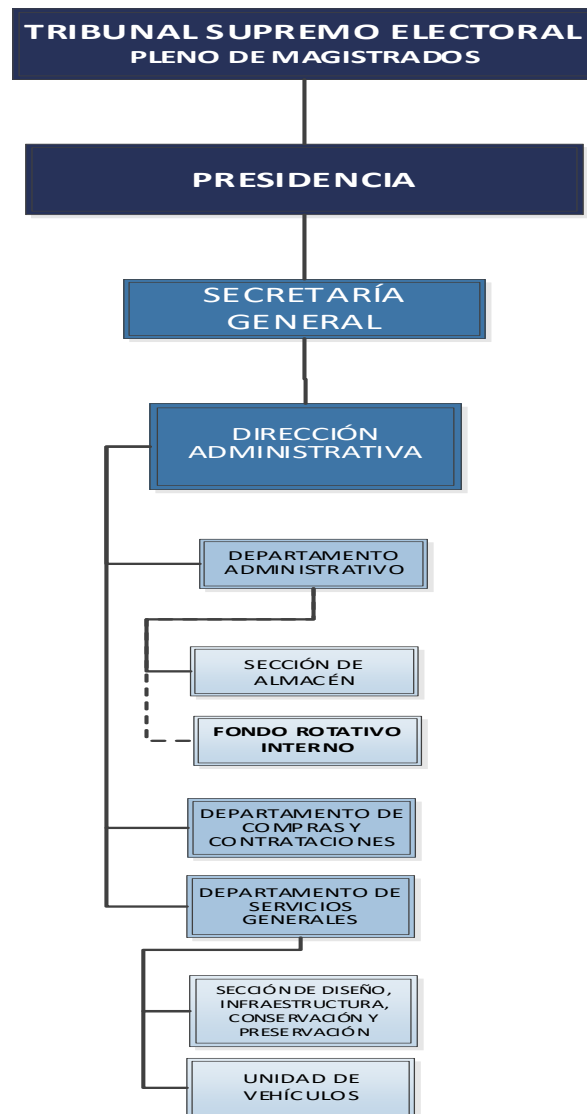 TRIBUNAL SUPREMO ELECTORAL
PLENO DE MAGISTRADOS
PRESIDENCIA
SECRETARÍA
GENERAL
DIRECCIÓN
ADMINISTRATIVA
DEPARTAMENTO
ADMINISTRATIVO
SECCIÓN DE
ALMACÉN
FONDO ROTATIVO
INTERNO
DEPARTAMENTO DE
COMPRAS Y
CONTRATACIONES
DEPARTAMENTO DE
SERVICIOS
GENERALES
SECCIÓN DE DISEÑO,
INFRAESTRUCTURA,
CONSERVACIÓN Y
PRESERVACIÓN
UNIDAD DE
VEHÍCULOS